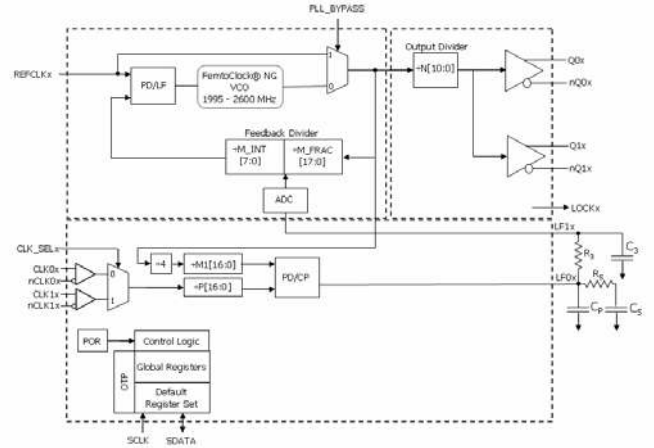 PLL_BYPASS
REFCLKx
PD/LF
FemtoClock® NG
VCO
1995 - 2600 MHz
1
0
Output Divider
÷N[10:0]
Q0x
nQ0x
Q1x
nQ1x
Feedback Divider
÷M_INT
[7:0]
÷M_FRAC
[17:0]
ADC
LOCKx
CLK_SELx
LF1x
CLK0x
nCLK0x
CLK1x
nCLK1x
0
1
÷4
÷M1[16:0]
÷P[16:0]
PD/CP
LF0x
R3
C3
RS
CP
CS
POR
Control Logic
OTP
Global Registers
Default
Register Set
SCLK
SDATA